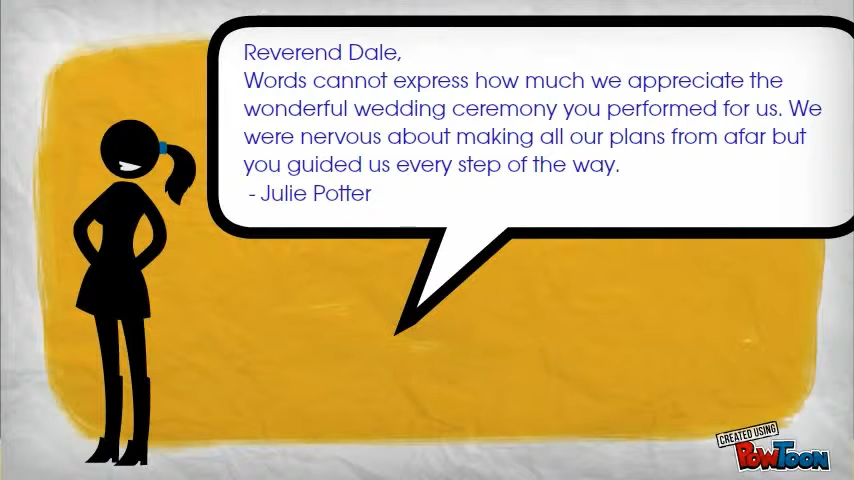 Reverend Dale,
Words cannot express how much we appreciate the
wonderful wedding ceremony you performed for us. We
were nervous about making all our plans from afar but
you guided us every step of the way.
- Julie Potter
CREATED USING
POWTOON